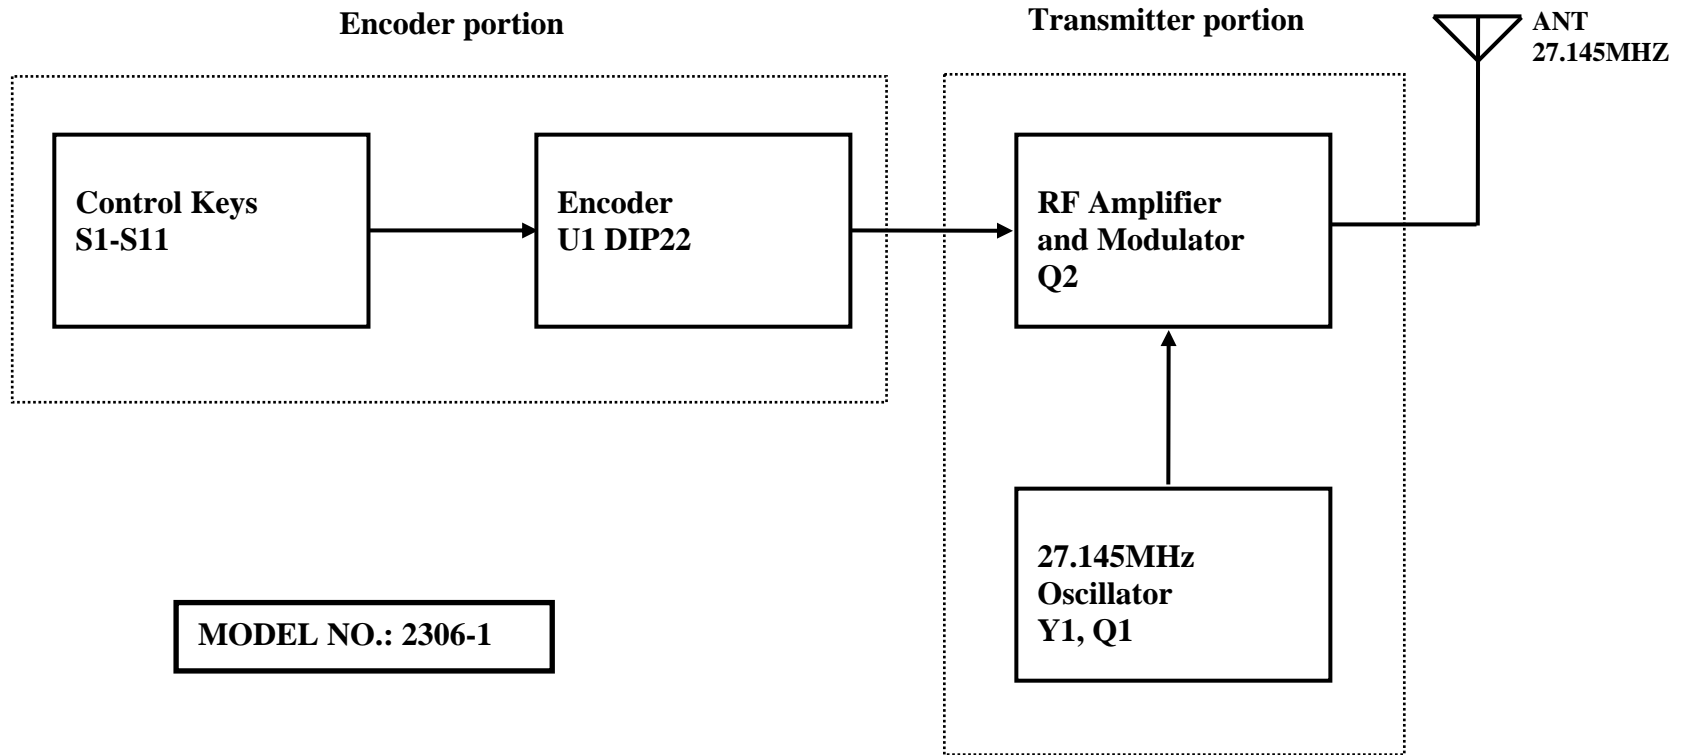 Encoder portion
Transmitter portion
ANT
27.145MHZ
Control Keys
S1-S11
Encoder
U1 DIP22
RF Amplifier
and Modulator
Q2
27.145MHz
Oscillator
Y1, Q1
MODEL NO.: 2306-1